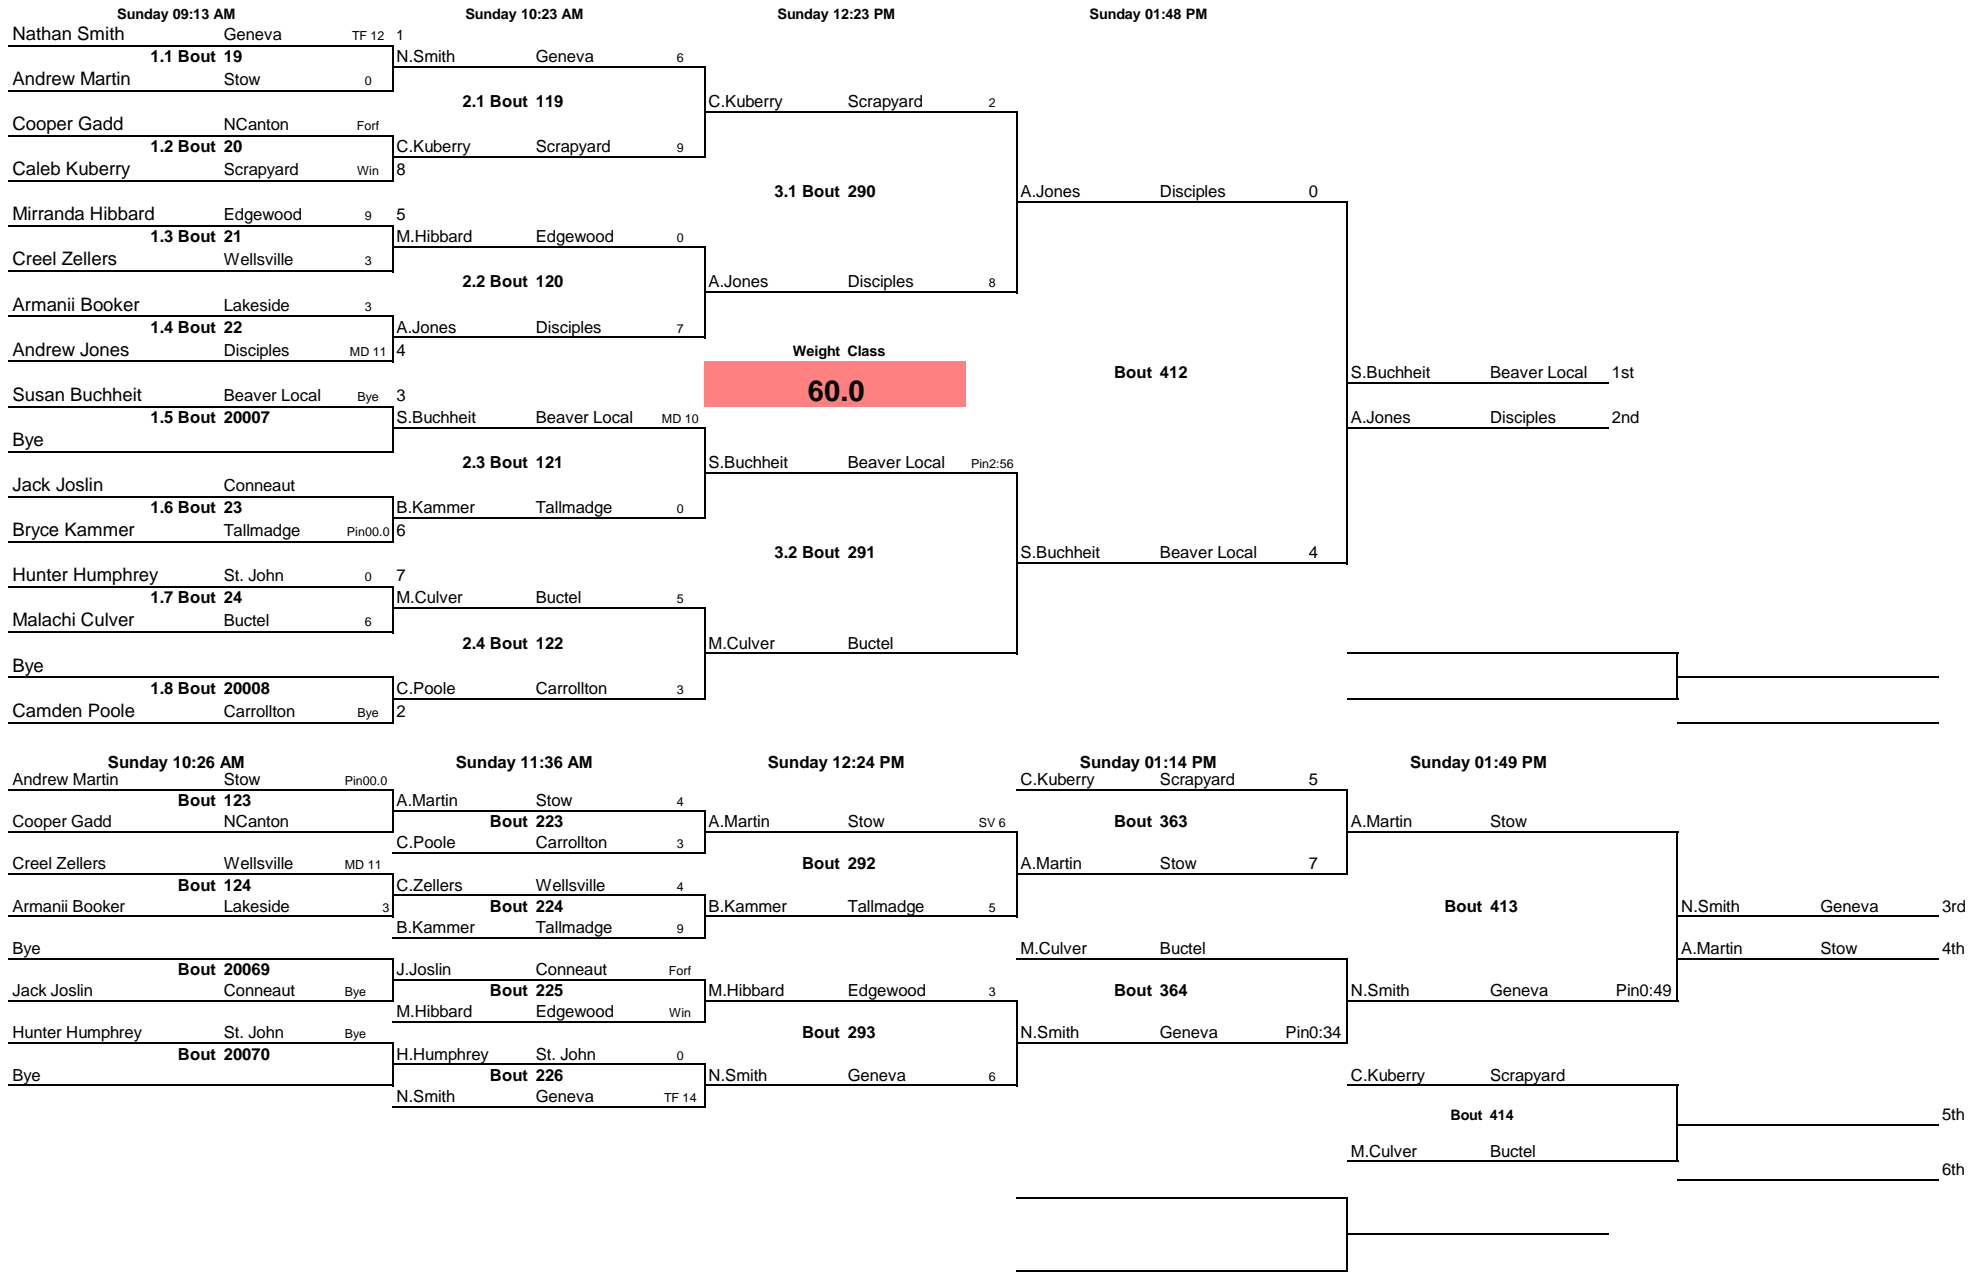 Sunday 09:13 AM Sunday 10:23 AM Sunday 12:23 PM Sunday 01:48 PM
Nathan Smith Geneva TF 12 1
1.1 Bout 19 N.Smith Geneva 6
Andrew Martin Stow 0
2.1 Bout 119 C.Kuberry Scrapyard 2
Cooper Gadd NCanton Forf
1.2 Bout 20 C.Kuberry Scrapyard 9
Caleb Kuberry Scrapyard Win 8
3.1 Bout 290 A.Jones Disciples 0
Mirranda Hibbard Edgewood 9 5
1.3 Bout 21 M.Hibbard Edgewood 0
Creel Zellers Wellsville 3
2.2 Bout 120 A.Jones Disciples 8
Armanii Booker Lakeside 3
1.4 Bout 22 A.Jones Disciples 7
Andrew Jones Disciples MD 11 4 Weight Class
Bout 412 S.Buchheit Beaver Local 1st
Susan Buchheit Beaver Local Bye 3 60.0
1.5 Bout 20007 S.Buchheit Beaver Local MD 10 A.Jones Disciples 2nd
Bye
2.3 Bout 121 S.Buchheit Beaver Local Pin2:56
Jack Joslin Conneaut
1.6 Bout 23 B.Kammer Tallmadge 0
Bryce Kammer Tallmadge Pin00.0 6
3.2 Bout 291 S.Buchheit Beaver Local 4
Hunter Humphrey St. John 0 7
1.7 Bout 24 M.Culver Buctel 5
Malachi Culver Buctel 6
2.4 Bout 122 M.Culver Buctel
Bye
1.8 Bout 20008 C.Poole Carrollton 3
Camden Poole Carrollton Bye 2
Sunday 10:26 AM Sunday 11:36 AM Sunday 12:24 PM Sunday 01:14 PM Sunday 01:49 PM
Andrew Martin Stow Pin00.0 C.Kuberry Scrapyard 5
Bout 123 A.Martin Stow 4
Cooper Gadd NCanton Bout 223 A.Martin Stow SV 6 Bout 363 A.Martin Stow
C.Poole Carrollton 3
Creel Zellers Wellsville MD 11 Bout 292 A.Martin Stow 7
Bout 124 C.Zellers Wellsville 4
Armanii Booker Lakeside 3 Bout 224 B.Kammer Tallmadge 5 Bout 413 N.Smith Geneva 3rd
B.Kammer Tallmadge 9
Bye M.Culver Buctel A.Martin Stow 4th
Bout 20069 J.Joslin Conneaut Forf
Jack Joslin Conneaut Bye Bout 225 M.Hibbard Edgewood 3 Bout 364 N.Smith Geneva Pin0:49
M.Hibbard Edgewood Win
Hunter Humphrey St. John Bye Bout 293 N.Smith Geneva Pin0:34
Bout 20070 H.Humphrey St. John 0
Bye Bout 226 N.Smith Geneva 6 C.Kuberry Scrapyard
N.Smith Geneva TF 14
Bout 414 5th
M.Culver Buctel
6th